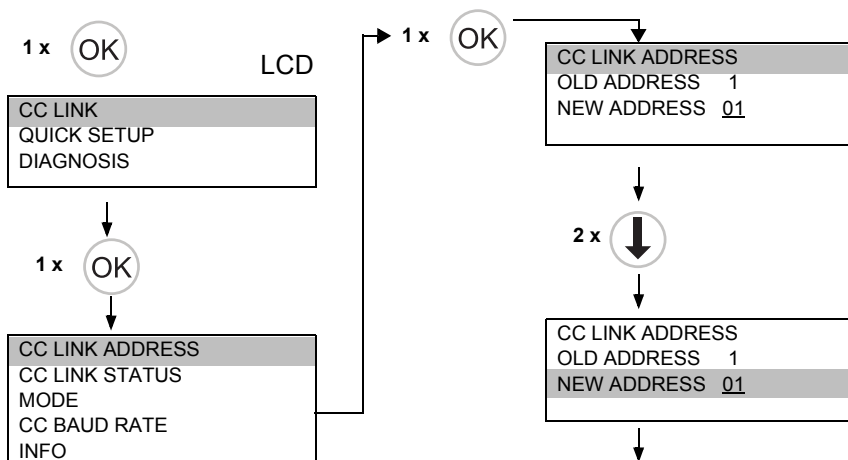 1 x OK
LCD
CC LINK
QUICK SETUP
DIAGNOSIS
1 x OK
CC LINK ADDRESS
CC LINK STATUS
MODE
CC BAUD RATE
INFO
1 x OK
CC LINK ADDRESS
OLD ADDRESS 1
NEW ADDRESS 01
2 x
CC LINK ADDRESS
OLD ADDRESS 1
NEW ADDRESS 01